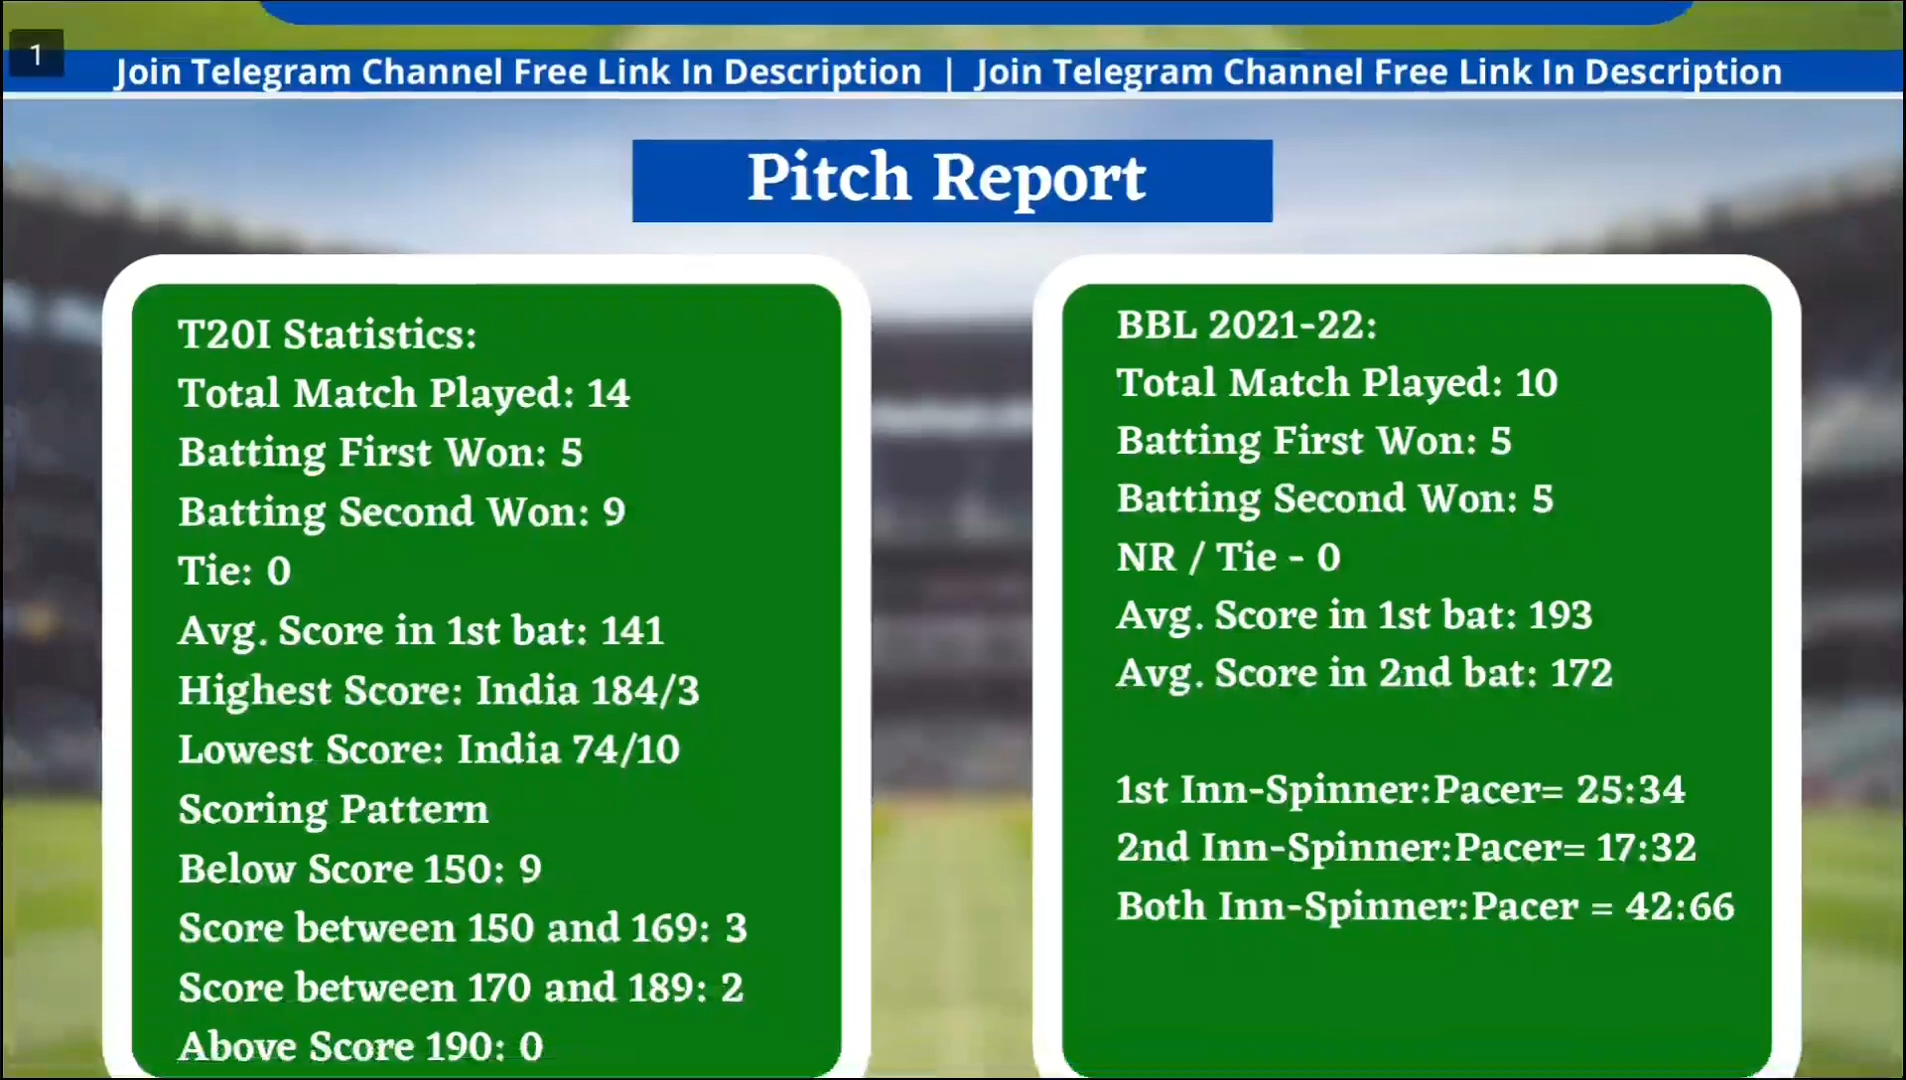 1
Join Telegram Channel Free Link In Description | Join Telegram Channel Free Link In Description
Pitch Report
T20I Statistics:
Total Match Played: 14
Batting First Won: 5
Batting Second Won: 9
Tie: 0
Avg. Score in 1st bat: 141
Highest Score: India 184/3
Lowest Score: India 74/10
Scoring Pattern
Below Score 150: 9
Score between 150 and 169: 3
Score between 170 and 189: 2
Above Score 190: 0
BBL 2021-22:
Total Match Played: 10
Batting First Won: 5
Batting Second Won: 5
NR / Tie - 0
Avg. Score in 1st bat: 193
Avg. Score in 2nd bat: 172
1st Inn-Spinner:Pacer= 25:34
2nd Inn-Spinner:Pacer= 17:32
Both Inn-Spinner:Pacer = 42:66